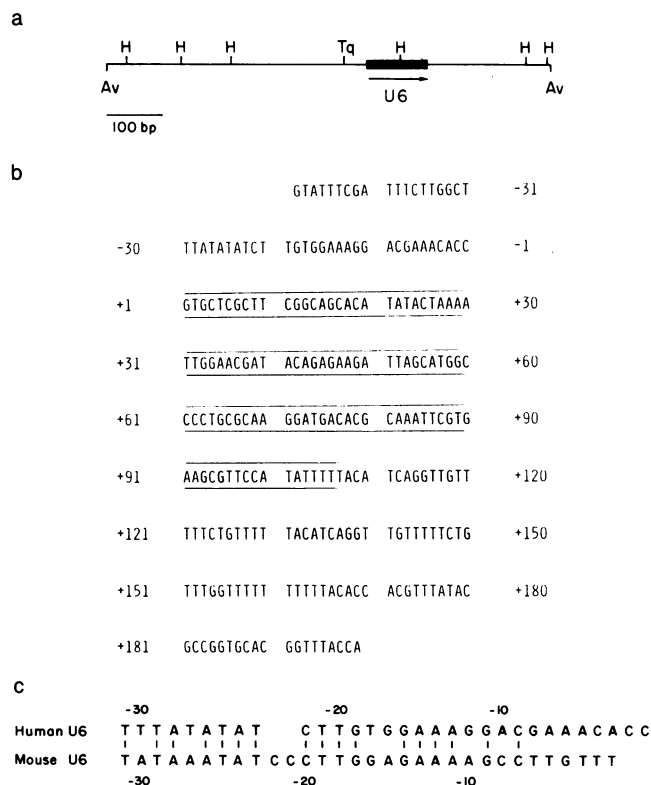 a
H H H Tq H H H
Av U6 Av
100 bp
b
GTATTTCGA TTTCTTGGCT -31
-30 TTATATATCT TGTGGAAAGG ACGAAACACC -1
+1 GTGCTCGCTT CGGCAGCACA TATACTAAAA +30
+31 TTGGAACGAT ACAGAGAAGA TTAGCATGGC +60
+61 CCCTGCGCAA GGATGACACG CAAATTCGTG +90
+91 AAGCGTTCCA TATTTTTACA TCAGGTTGTT +120
+121 TTTCTGTTTT TACATCAGGT TGTTTTTCTG +150
+151 TTTGGTTTTT TTTTTACACC ACGTTTATAC +180
+181 GCCGGTGCAC GGTTTACCA
c
-30 -20 -10
Human U6 T T T A T A T A T C T T G T G G A A A G G A C G A A A C A C C
Mouse U6 T A T A A A T A T C C C T T G G A G A A A A G C C T T G T T T
-30 -20 -10